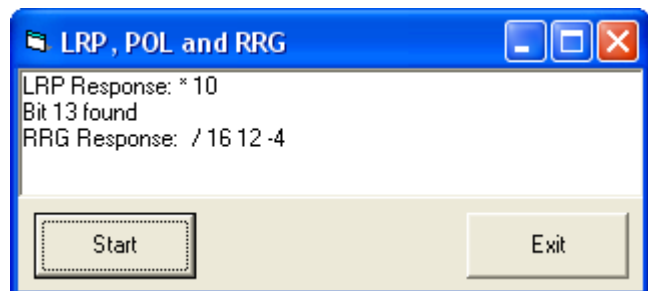 LRP, POL and RRG
LRP Response: * 10
Bit 13 found
RRG Response:  / 16 12 -4
Start
Exit